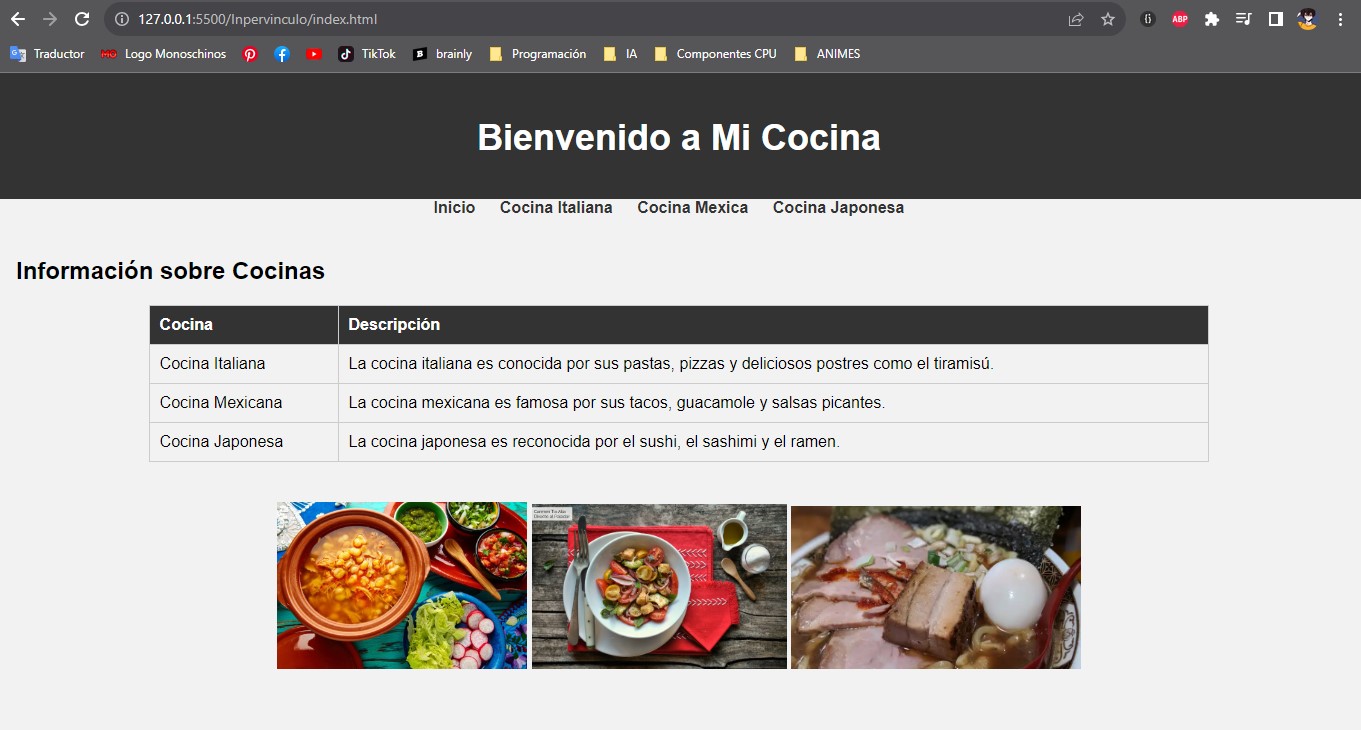 127.0.0.1:5500/Inpervinculo/index.html
ABP
Traductor
Logo Monoschinos
TikTok
brainly
Programación
IA
Componentes CPU
ANIMES
Bienvenido a Mi Cocina
Inicio Cocina Italiana Cocina Mexica Cocina Japonesa
Información sobre Cocinas
Cocina Descripción
Cocina Italiana La cocina italiana es conocida por sus pastas, pizzas y deliciosos postres como el tiramisú.
Cocina Mexicana La cocina mexicana es famosa por sus tacos, guacamole y salsas picantes.
Cocina Japonesa La cocina japonesa es reconocida por el sushi, el sashimi y el ramen.